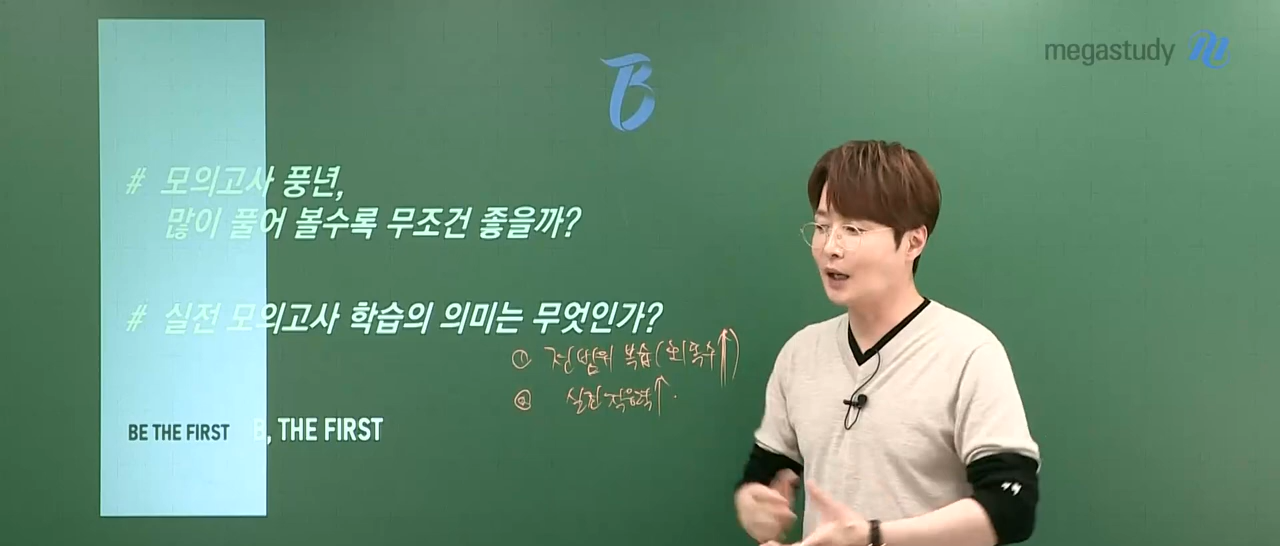 megastudy
B
# 모의고사 풍년,
많이 풀어 볼수록 무조건 좋을까?
# 실전 모의고사 학습의 의미는 무엇인가?
① 전범위 복습(회독수↑)
② 실전적응력↑
BE THE FIRST B, THE FIRST